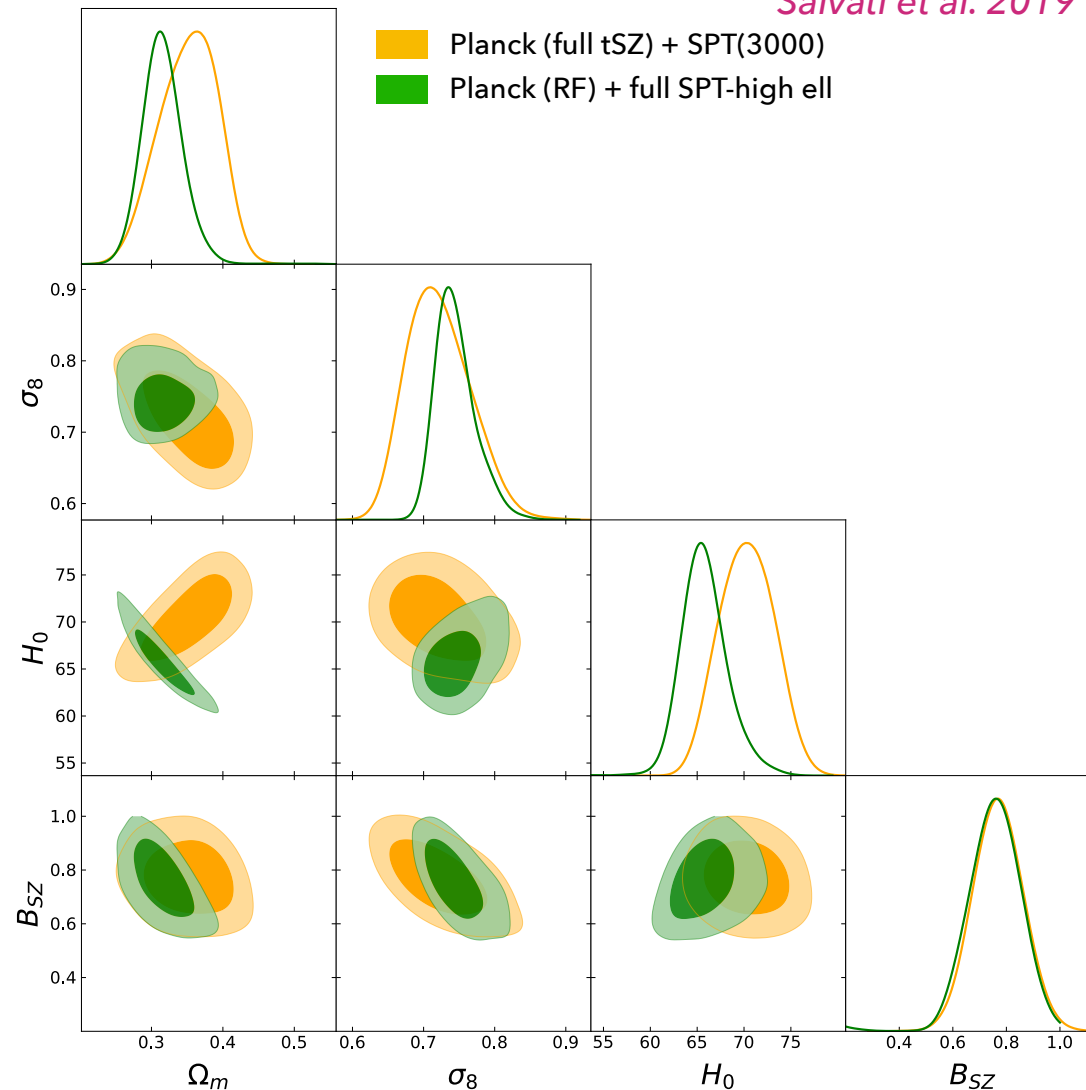 Salvati et al. 2019
Planck (full tSZ) + SPT(3000)
Planck (RF) + full SPT-high ell
0.9
0.8
0.7
0.6
σ8
75
70
65
60
55
H0
1.0
0.8
0.6
0.4
BSZ
0.3 0.4 0.5
0.6 0.7 0.8 0.9
55 60 65 70 75
0.4 0.6 0.8 1.0
Ωm
σ8
H0
BSZ